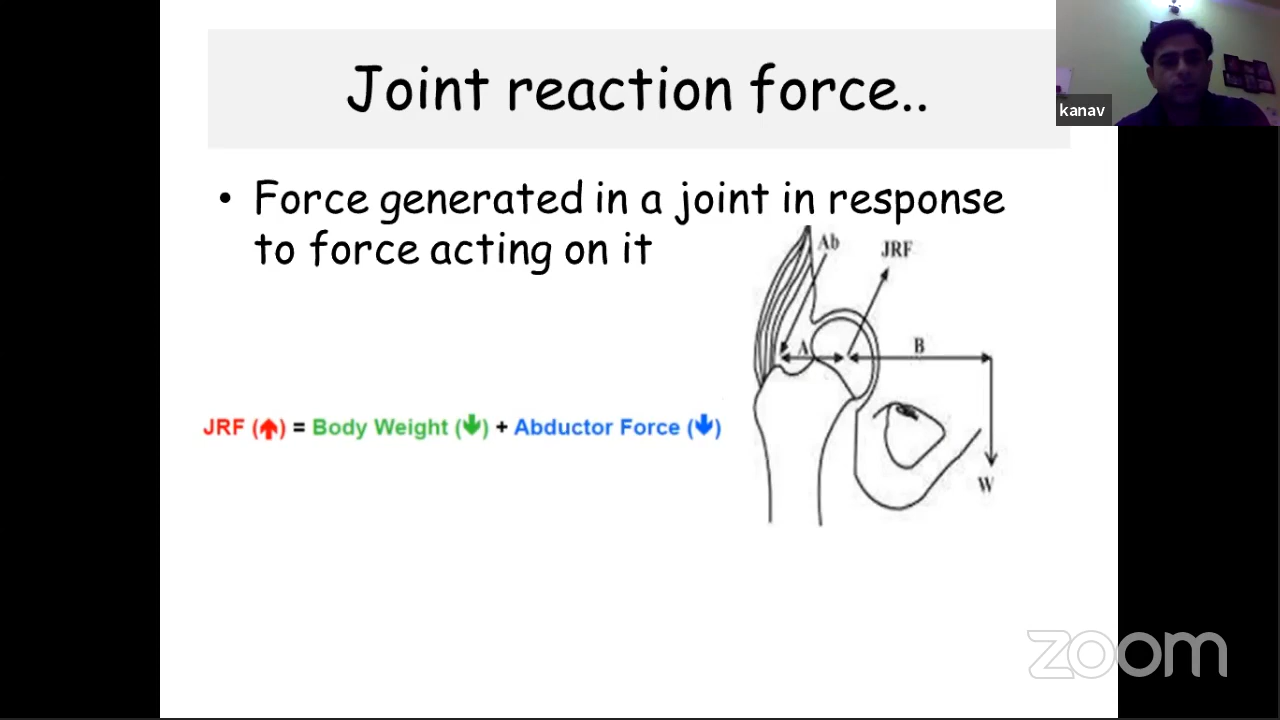 Joint reaction force..
kanav
• Force generated in a joint in response
to force acting on it
Ab
JRF
A
B
JRF (↑) = Body Weight (↓) + Abductor Force (↓)
W
zoom